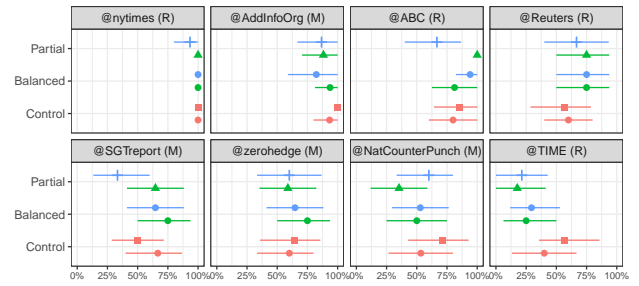 @nytimes (R) @AddInfoOrg (M) @ABC (R) @Reuters (R)
Partial
Balanced
Control
@SGTreport (M) @zerohedge (M) @NatCounterPunch (M) @TIME (R)
Partial
Balanced
Control
0% 25% 50% 75% 100% 0% 25% 50% 75% 100% 0% 25% 50% 75% 100% 0% 25% 50% 75% 100%